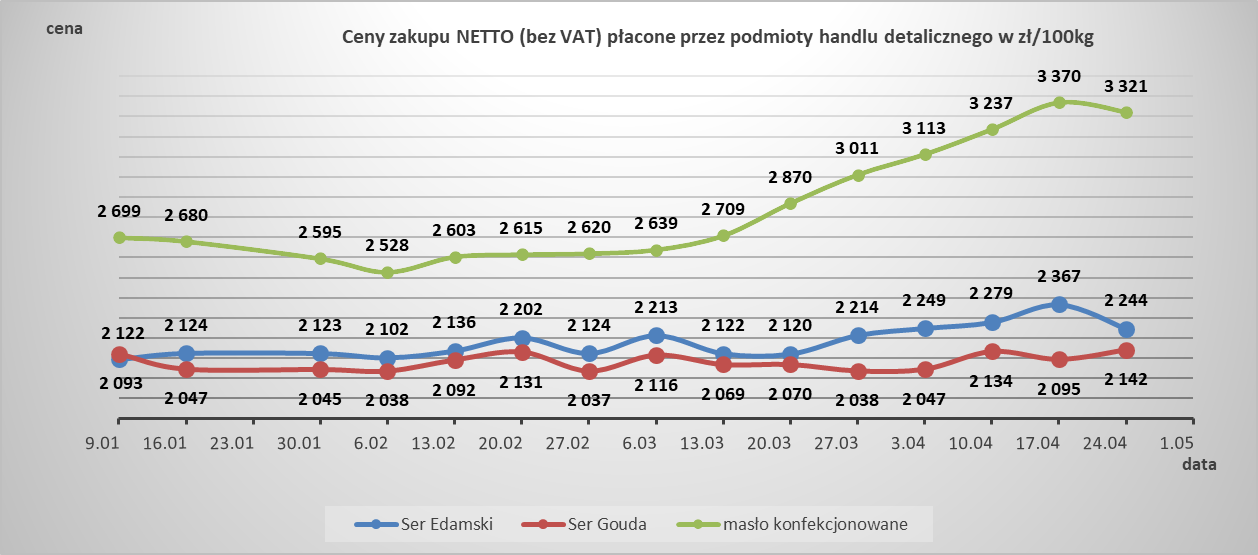 cena
Ceny zakupu NETTO (bez VAT) płacone przez podmioty handlu detalicznego w zł/100kg
2 699 2 680 2 595 2 528 2 603 2 615 2 620 2 639 2 709 2 870 3 011 3 113 3 237 3 370 3 321
2 122 2 124 2 123 2 102 2 136 2 202 2 124 2 213 2 122 2 120 2 214 2 249 2 279 2 367 2 244
2 093 2 047 2 045 2 038 2 092 2 131 2 037 2 116 2 069 2 070 2 038 2 047 2 134 2 095 2 142
9.01 16.01 23.01 30.01 6.02 13.02 20.02 27.02 6.03 13.03 20.03 27.03 3.04 10.04 17.04 24.04 1.05
data
Ser Edamski Ser Gouda masło konfekcjonowane